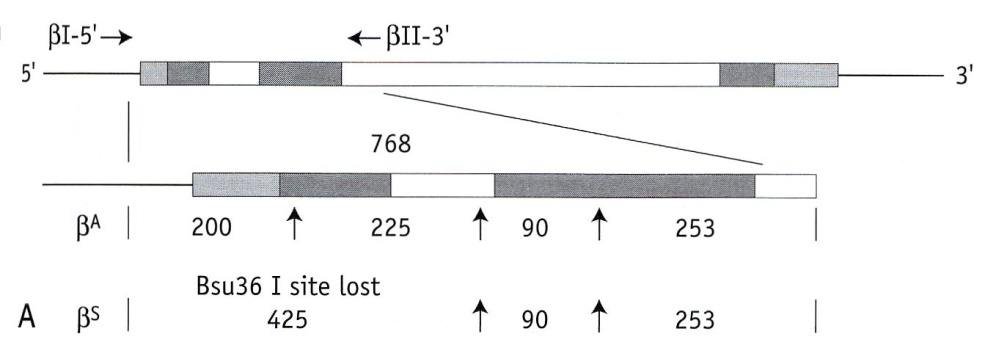 βI-5' βII-3'
5' 3'
768
βA 200 225 90 253
Bsu36 I site lost
A βS 425 90 253